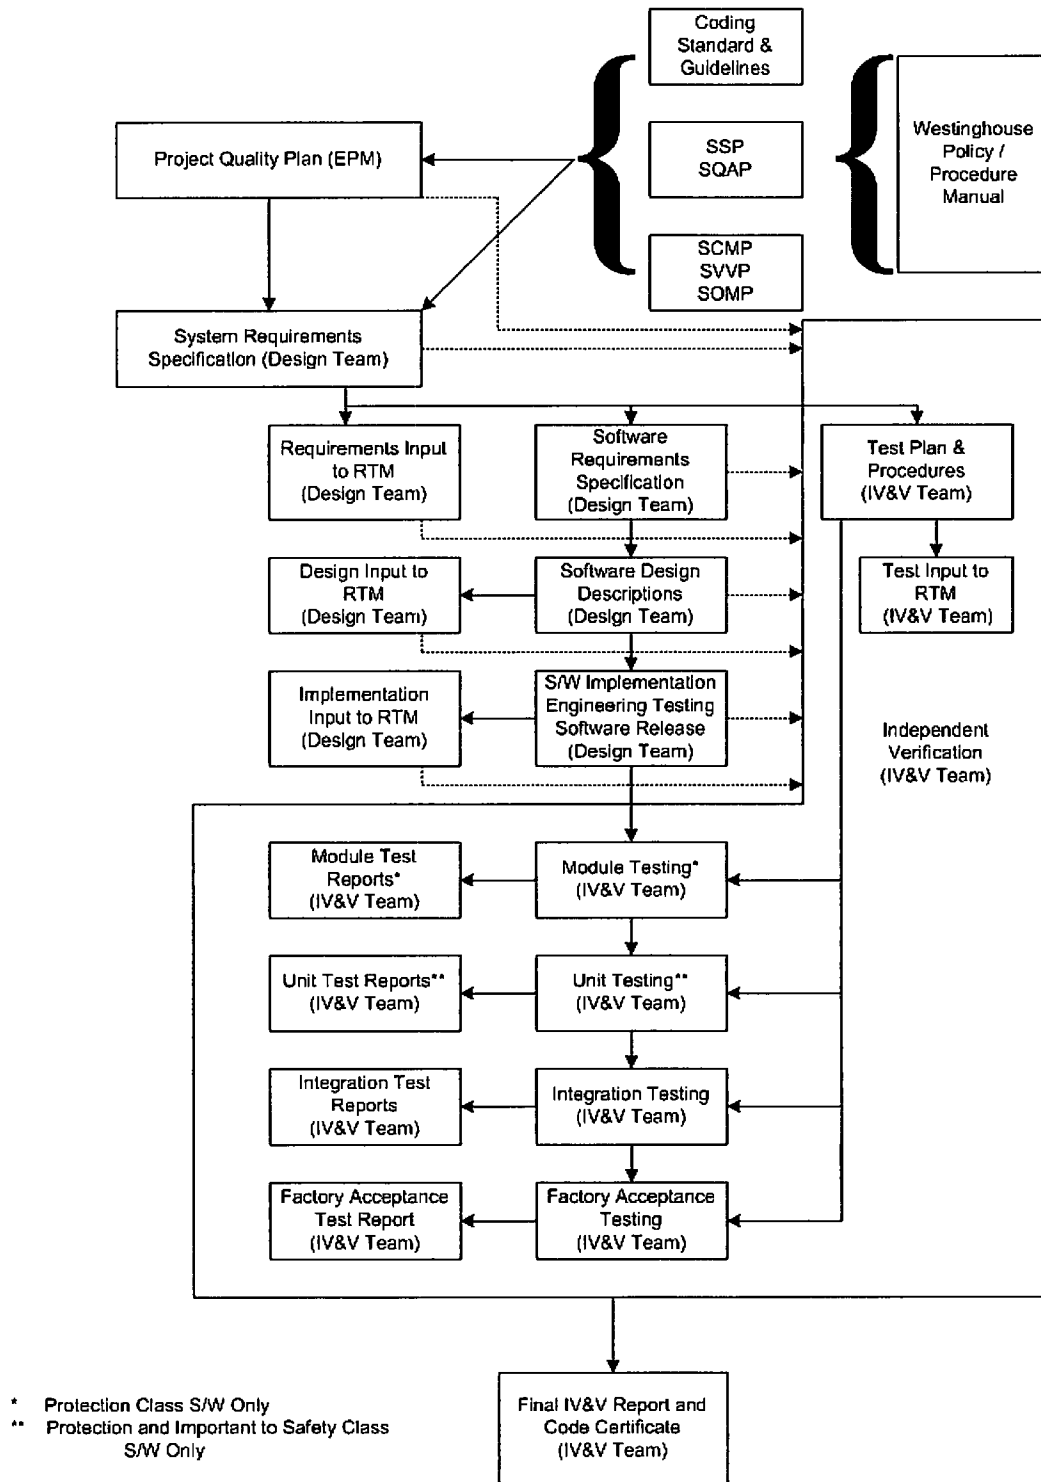 Coding
Standard &
Guidelines
SSP
SQAP
SCMP
SVVP
SOMP
Westinghouse
Policy /
Procedure
Manual
Project Quality Plan (EPM)
System Requirements
Specification (Design Team)
Requirements Input
to RTM
(Design Team)
Software
Requirements
Specification
(Design Team)
Test Plan &
Procedures
(IV&V Team)
Design Input to
RTM
(Design Team)
Software Design
Descriptions
(Design Team)
Test Input to
RTM
(IV&V Team)
Implementation
Input to RTM
(Design Team)
S/W Implementation
Engineering Testing
Software Release
(Design Team)
Independent
Verification
(IV&V Team)
Module Test
Reports*
(IV&V Team)
Module Testing*
(IV&V Team)
Unit Test Reports**
(IV&V Team)
Unit Testing**
(IV&V Team)
Integration Test
Reports
(IV&V Team)
Integration Testing
(IV&V Team)
Factory Acceptance
Test Report
(IV&V Team)
Factory Acceptance
Testing
(IV&V Team)
Final IV&V Report and
Code Certificate
(IV&V Team)
* Protection Class S/W Only
** Protection and Important to Safety Class
S/W Only